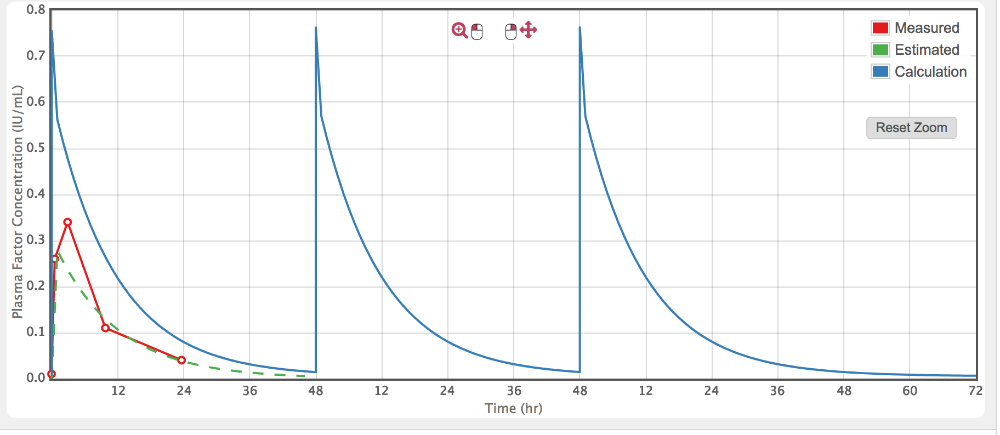 0.8
0.7
0.6
0.5
0.4
0.3
0.2
0.1
0.0
Plasma Factor Concentration (IU/mL)
Measured
Estimated
Calculation
Reset Zoom
12 24 36 48 12 24 36 48 12 24 36 48 60 72
Time (hr)